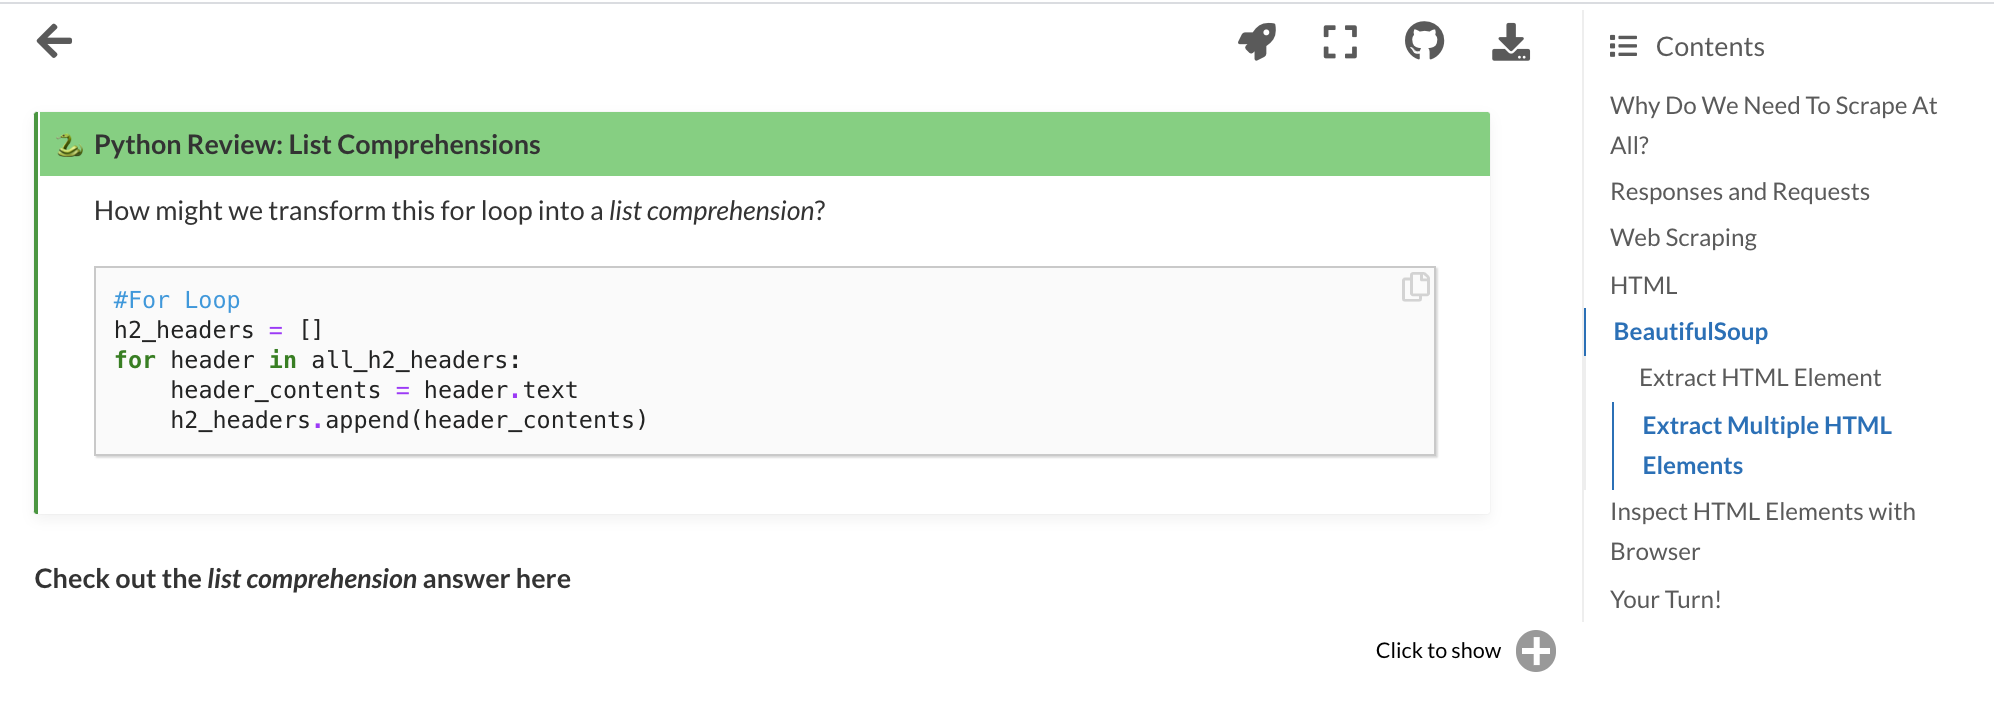 Python Review: List Comprehensions
How might we transform this for loop into a list comprehension?
#For Loop
h2_headers = []
for header in all_h2_headers:
    header_contents = header.text
    h2_headers.append(header_contents)
Check out the list comprehension answer here
Click to show
Contents
Why Do We Need To Scrape At
All?
Responses and Requests
Web Scraping
HTML
BeautifulSoup
Extract HTML Element
Extract Multiple HTML
Elements
Inspect HTML Elements with
Browser
Your Turn!